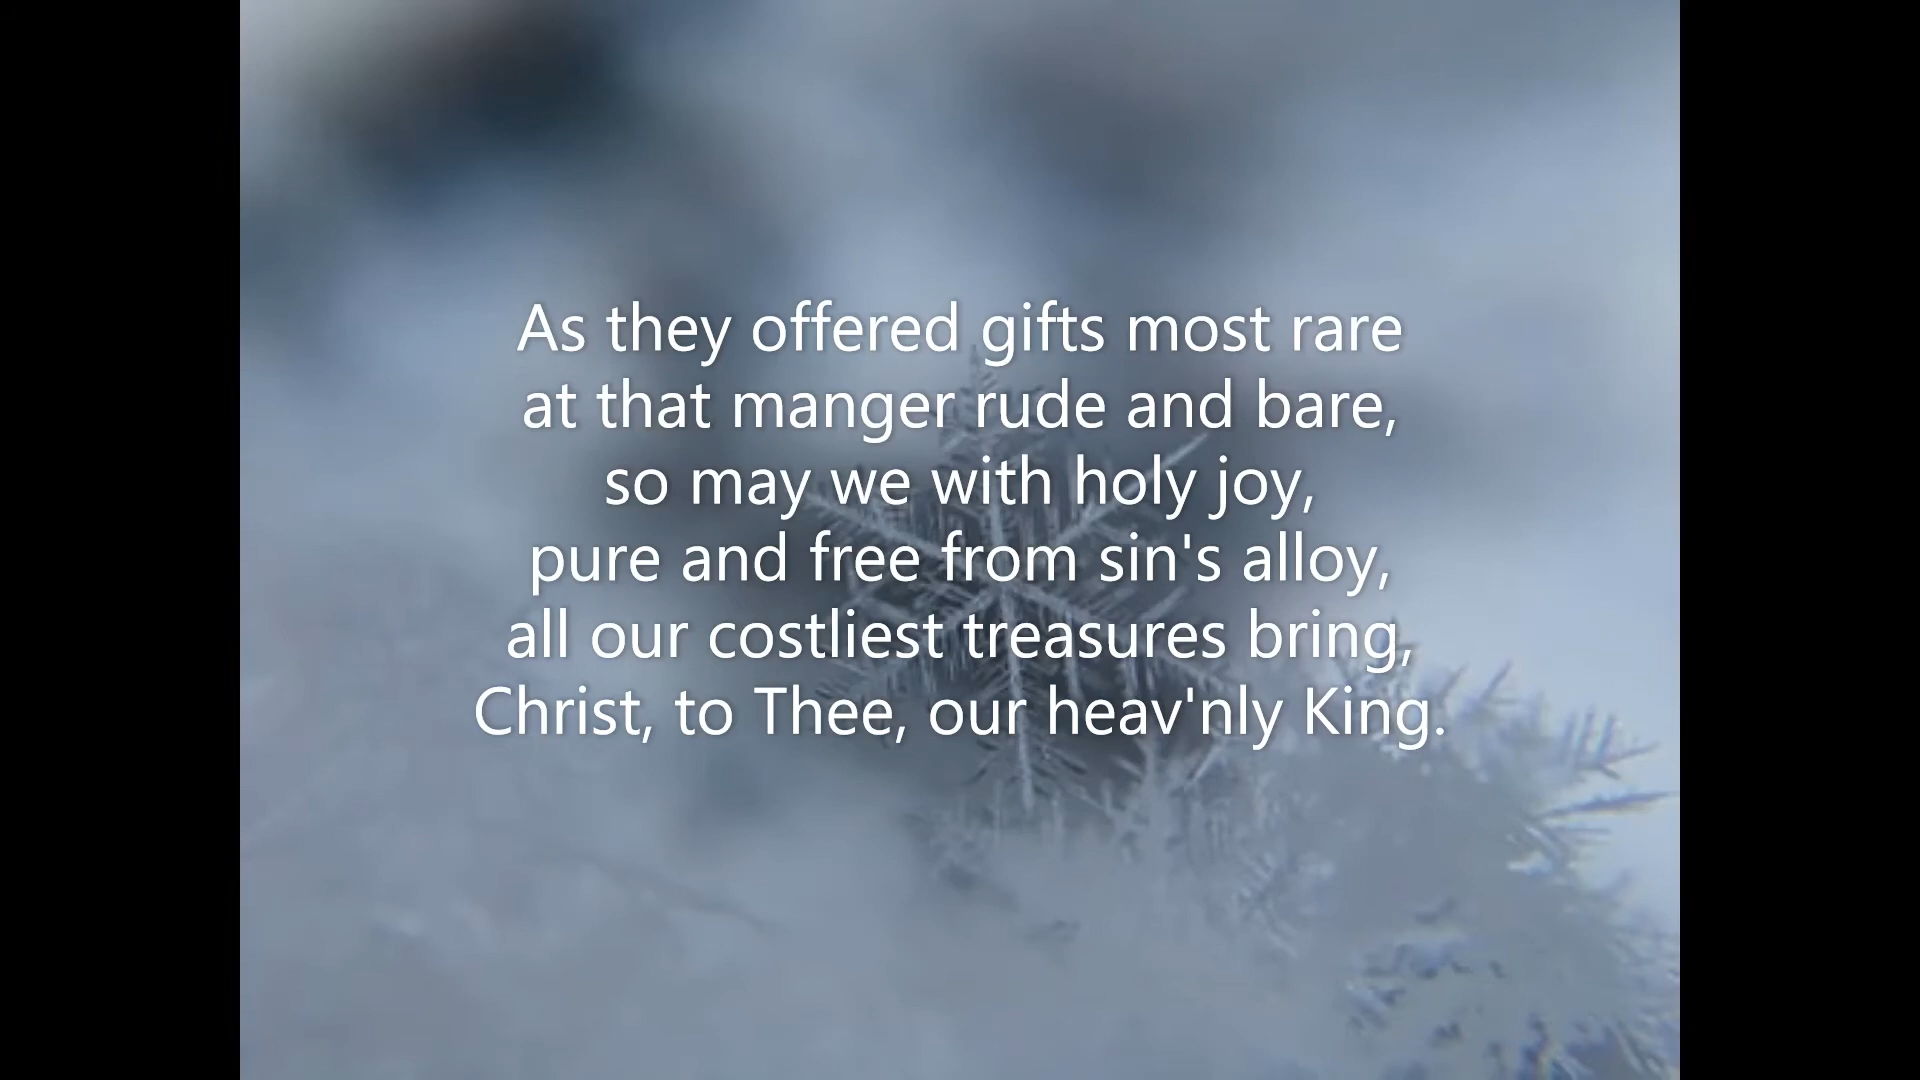 As they offered gifts most rare
at that manger rude and bare,
so may we with holy joy,
pure and free from sin's alloy,
all our costliest treasures bring,
Christ, to Thee, our heav'nly King.